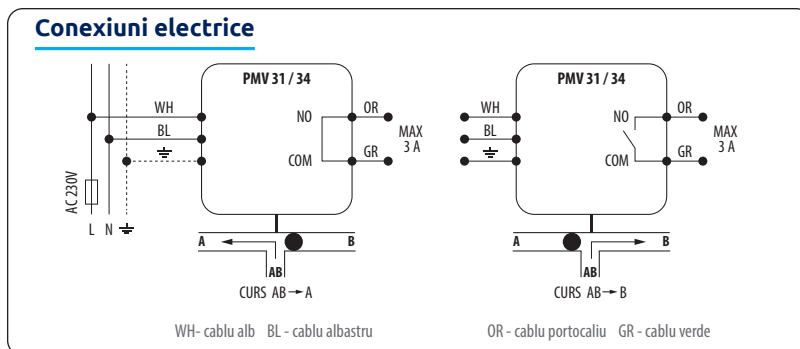 Conexiuni electrice
PMV 31 / 34
WH
BL
NO
COM
OR
GR
MAX
3 A
AC 230V
L N
A
B
AB
CURS AB→A
PMV 31 / 34
WH
BL
NO
COM
OR
GR
MAX
3 A
A
B
AB
CURS AB→B
WH- cablu alb BL - cablu albastru
OR - cablu portocaliu GR - cablu verde